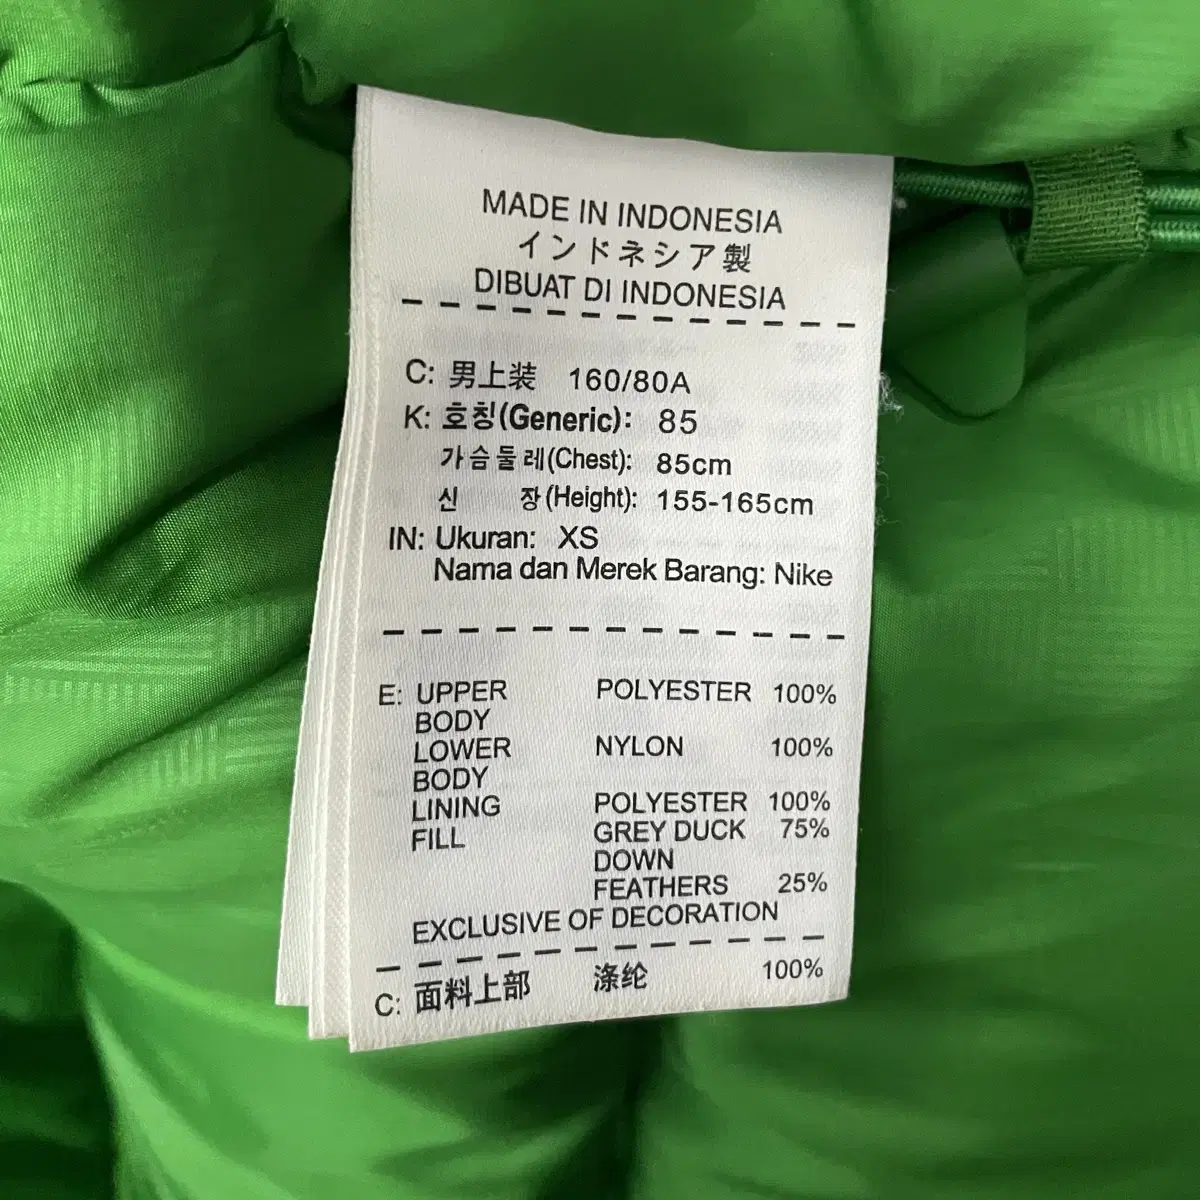 MADE IN INDONESIA
インドネシア製
DIBUAT DI INDONESIA
C: 男上装 160/80A
K: 호칭(Generic): 85
가슴둘레(Chest): 85cm
신 장(Height): 155-165cm
IN: Ukuran: XS
Nama dan Merek Barang: Nike
E: UPPER POLYESTER 100%
BODY
LOWER NYLON 100%
BODY
LINING POLYESTER 100%
FILL GREY DUCK 75%
DOWN
FEATHERS 25%
EXCLUSIVE OF DECORATION
C: 面料上部 涤纶 100%